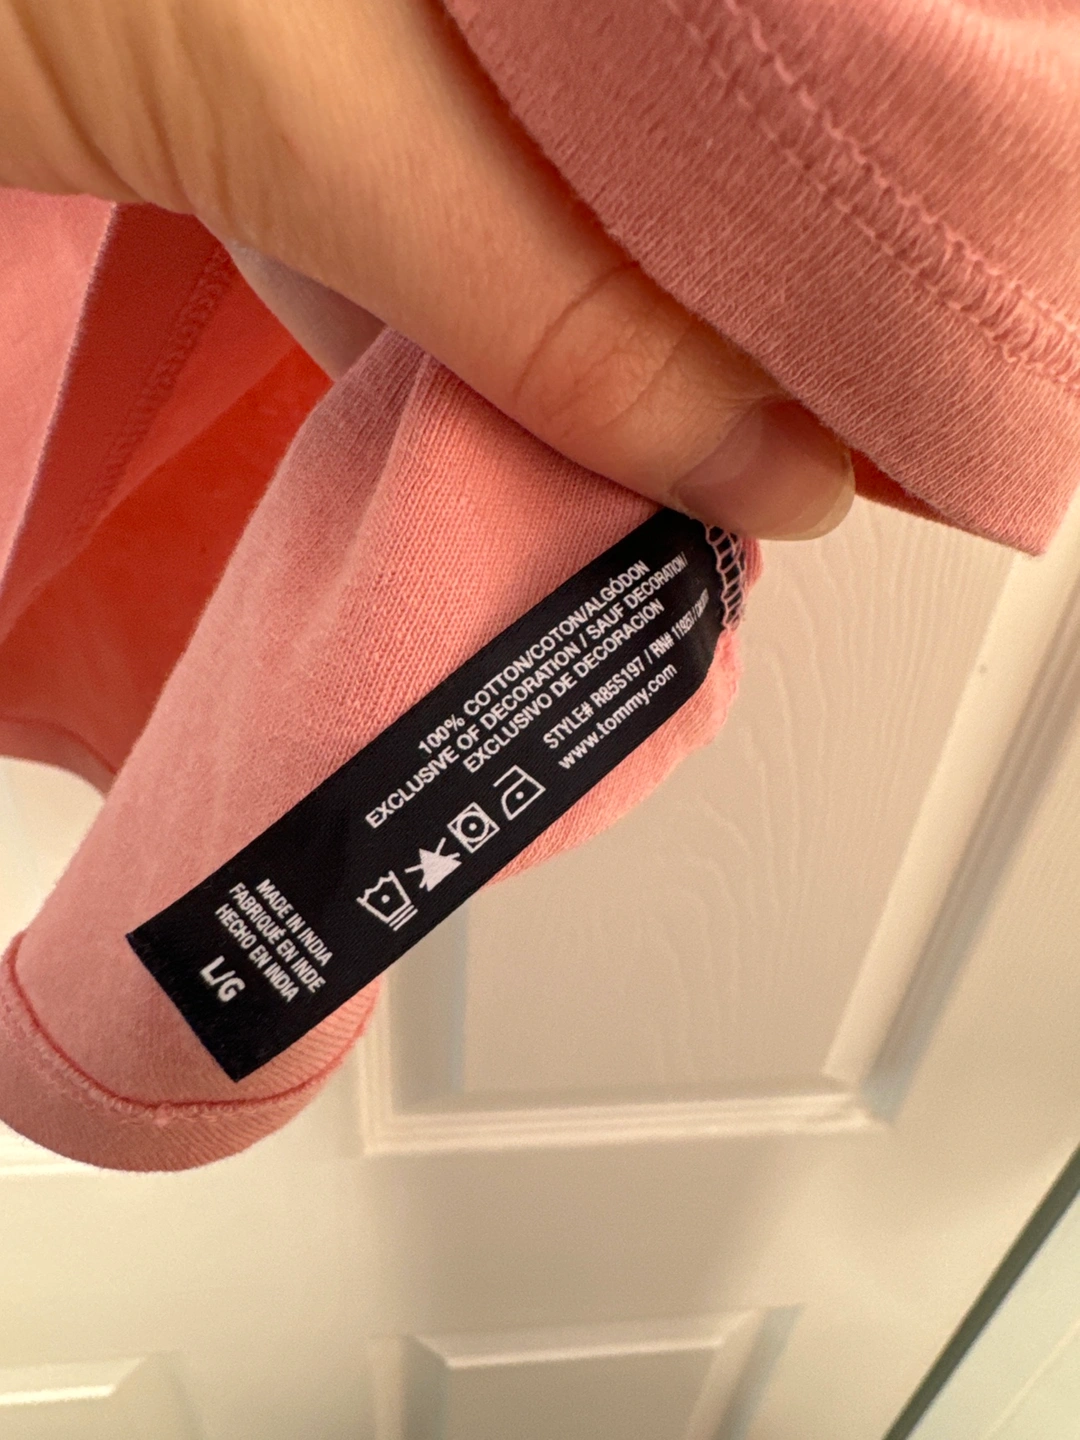 100% COTTON/COTON/ALGÓDON
EXCLUSIVE OF DECORATION / SAUF DECORATION /
EXCLUSIVO DE DECORACION
STYLE# R85S197 / RN#
www.tommy.com
MADE IN INDIA
FABRIQUÉ EN INDE
HECHO EN INDIA
L/G